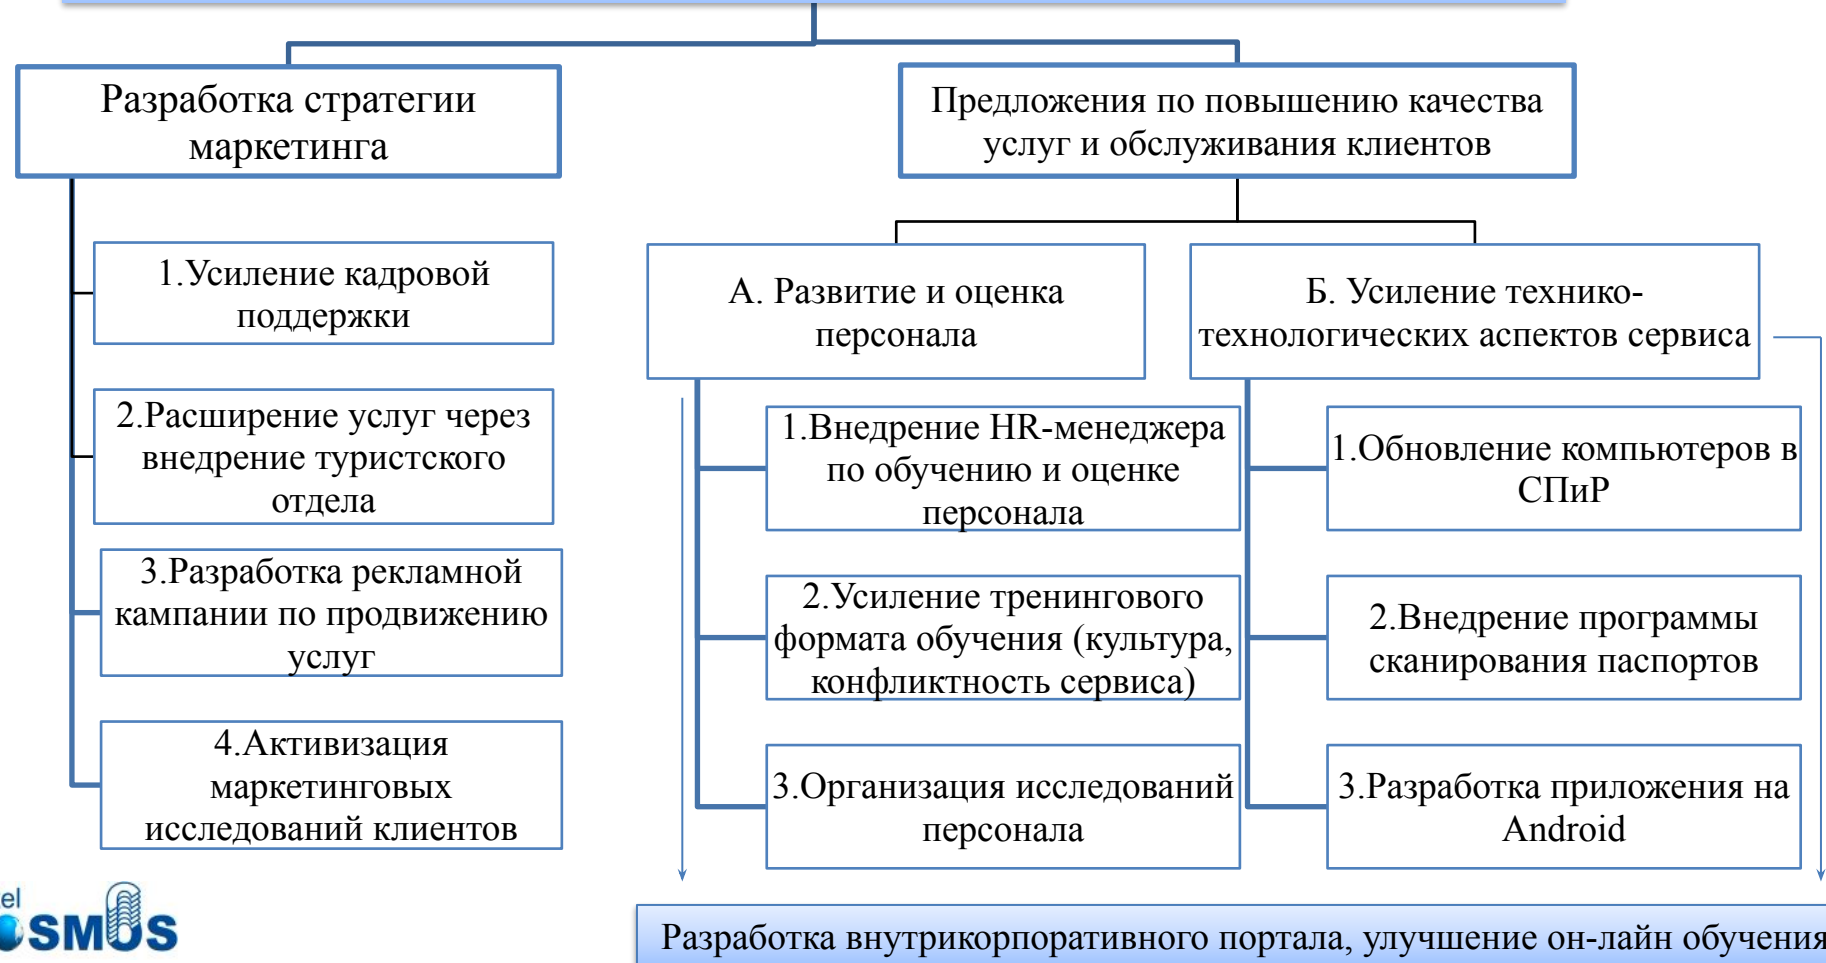 Разработка стратегии
маркетинга
1.Усиление кадровой
поддержки
2.Расширение услуг через
внедрение туристского
отдела
3.Разработка рекламной
кампании по продвижению
услуг
4.Активизация
маркетинговых
исследований клиентов
Предложения по повышению качества
услуг и обслуживания клиентов
А. Развитие и оценка
персонала
1.Внедрение HR-менеджера
по обучению и оценке
персонала
2.Усиление тренингового
формата обучения (культура,
конфликтность сервиса)
3.Организация исследований
персонала
Б. Усиление технико-
технологических аспектов сервиса
1.Обновление компьютеров в
СПиР
2.Внедрение программы
сканирования паспортов
3.Разработка приложения на
Android
Разработка внутрикорпоративного портала, улучшение он-лайн обучения
el
SMOS